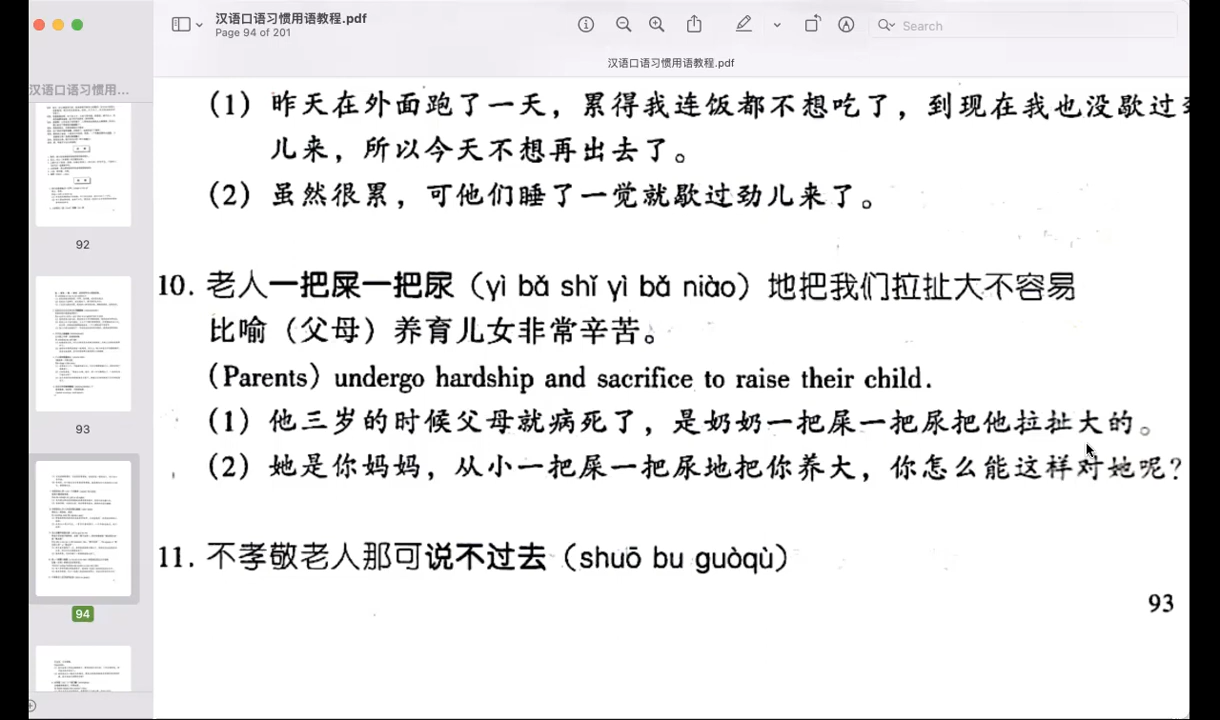 汉语口语习惯用语教程.pdf
Page 94 of 201
Search
汉语口语习惯用...
汉语口语习惯用语教程.pdf
92
93
94
(1) 昨天在外面跑了一天，累得我连饭都不想吃了，到现在我也没歇过
儿来，所以今天不想再出去了。
(2) 虽然很累，可他们睡了一觉就歇过劲儿来了。
10. 老人一把屎一把尿（yì bǎ shǐ yì bǎ niào）地把我们拉扯大不容易
比喻（父母）养育儿女非常辛苦。
(Parents) undergo hardship and sacrifice to raise their child.
(1) 他三岁的时候父母就病死了，是奶奶一把屎一把尿把他拉扯大的。
(2) 她是你妈妈，从小一把屎一把尿地把你养大，你怎么能这样对她呢？
11. 不孝敬老人那可说不过去（shuō bu guòqù）
93